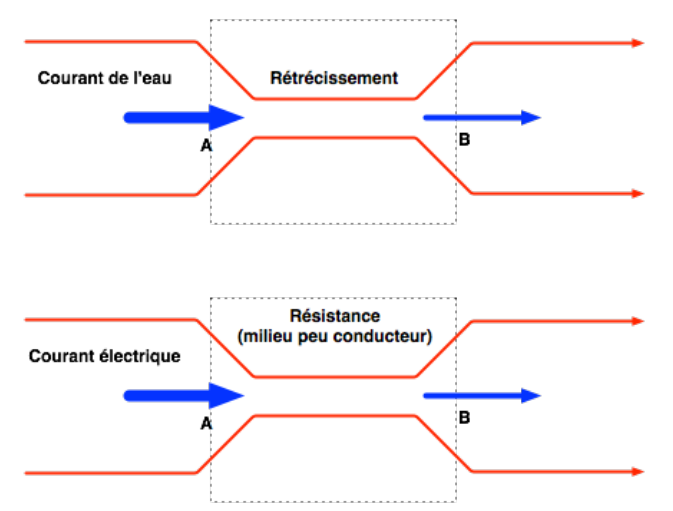 Courant de l'eau
Rétrécissement
A
B
Résistance
(milieu peu conducteur)
Courant électrique
A
B